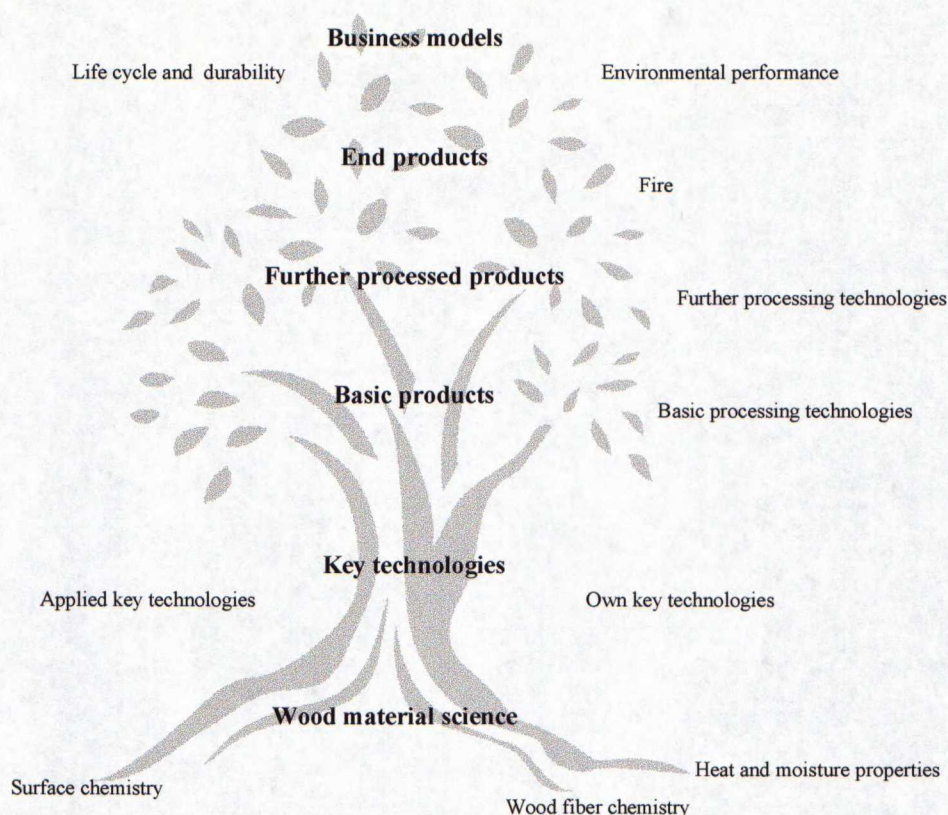 Business models
Life cycle and durability
Environmental performance
End products
Fire
Further processed products
Further processing technologies
Basic products
Basic processing technologies
Key technologies
Applied key technologies
Own key technologies
Wood material science
Heat and moisture properties
Surface chemistry
Wood fiber chemistry